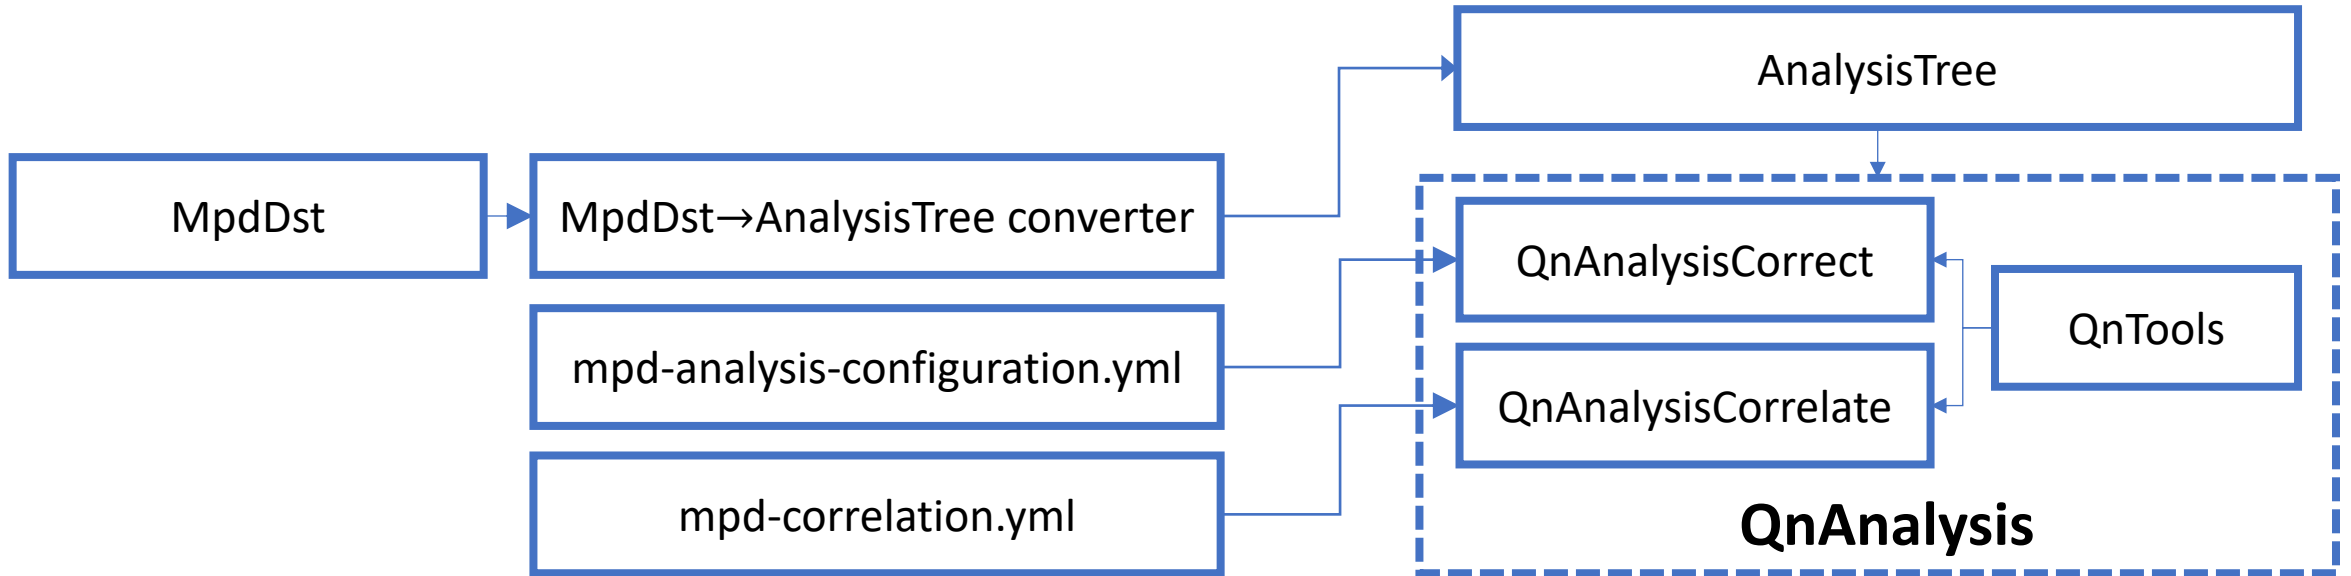 AnalysisTree
MpdDst
MpdDst→AnalysisTree converter
QnAnalysisCorrect
QnTools
mpd-analysis-configuration.yml
QnAnalysisCorrelate
mpd-correlation.yml
QnAnalysis